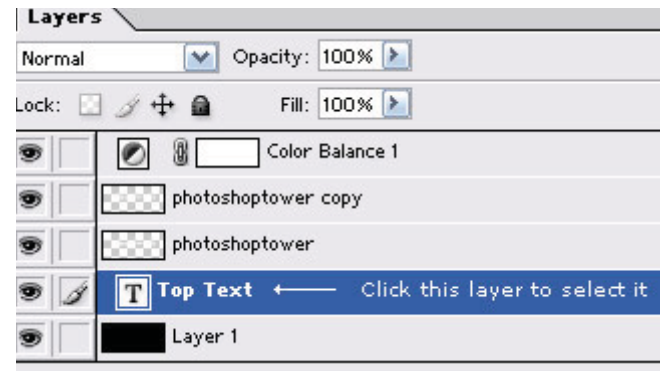 Layers
Normal Opacity: 100%
Lock: Fill: 100%
Color Balance 1
photoshoptower copy
photoshoptower
T Top Text Click this layer to select it
Layer 1